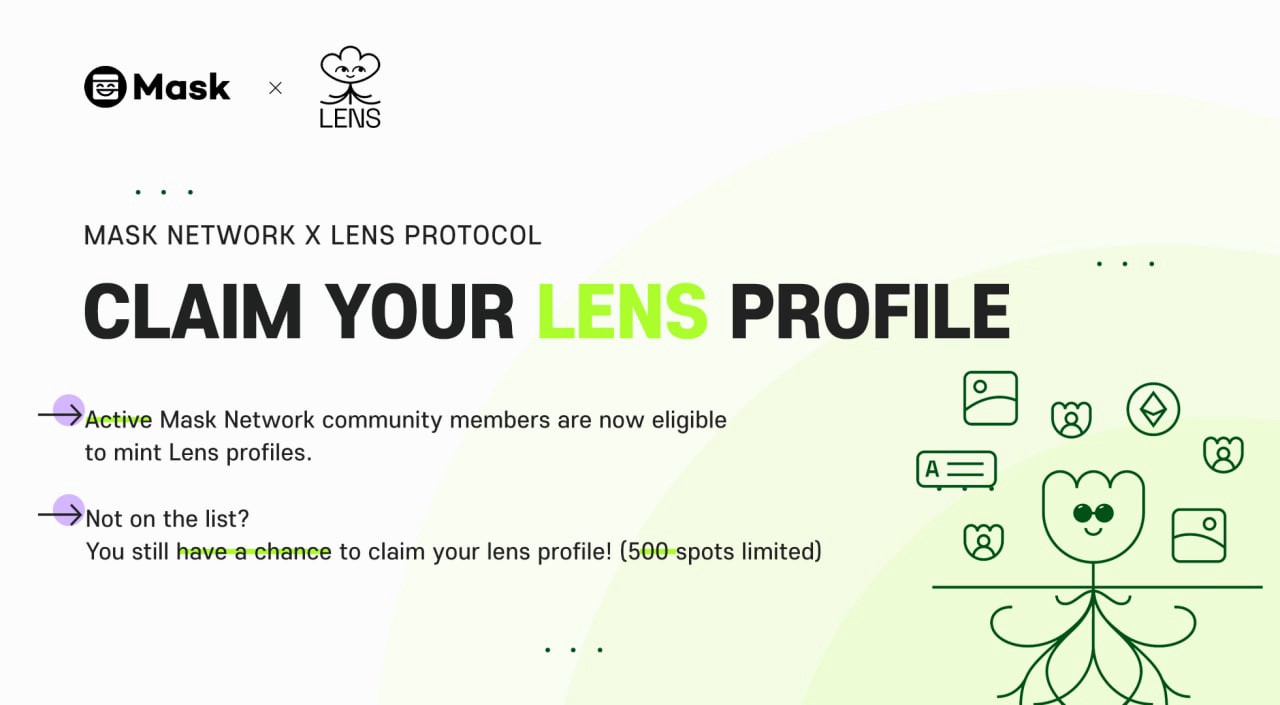 Mask × LENS
MASK NETWORK X LENS PROTOCOL
CLAIM YOUR LENS PROFILE
Active Mask Network community members are now eligible
to mint Lens profiles.
Not on the list?
You still have a chance to claim your lens profile! (500 spots limited)
A